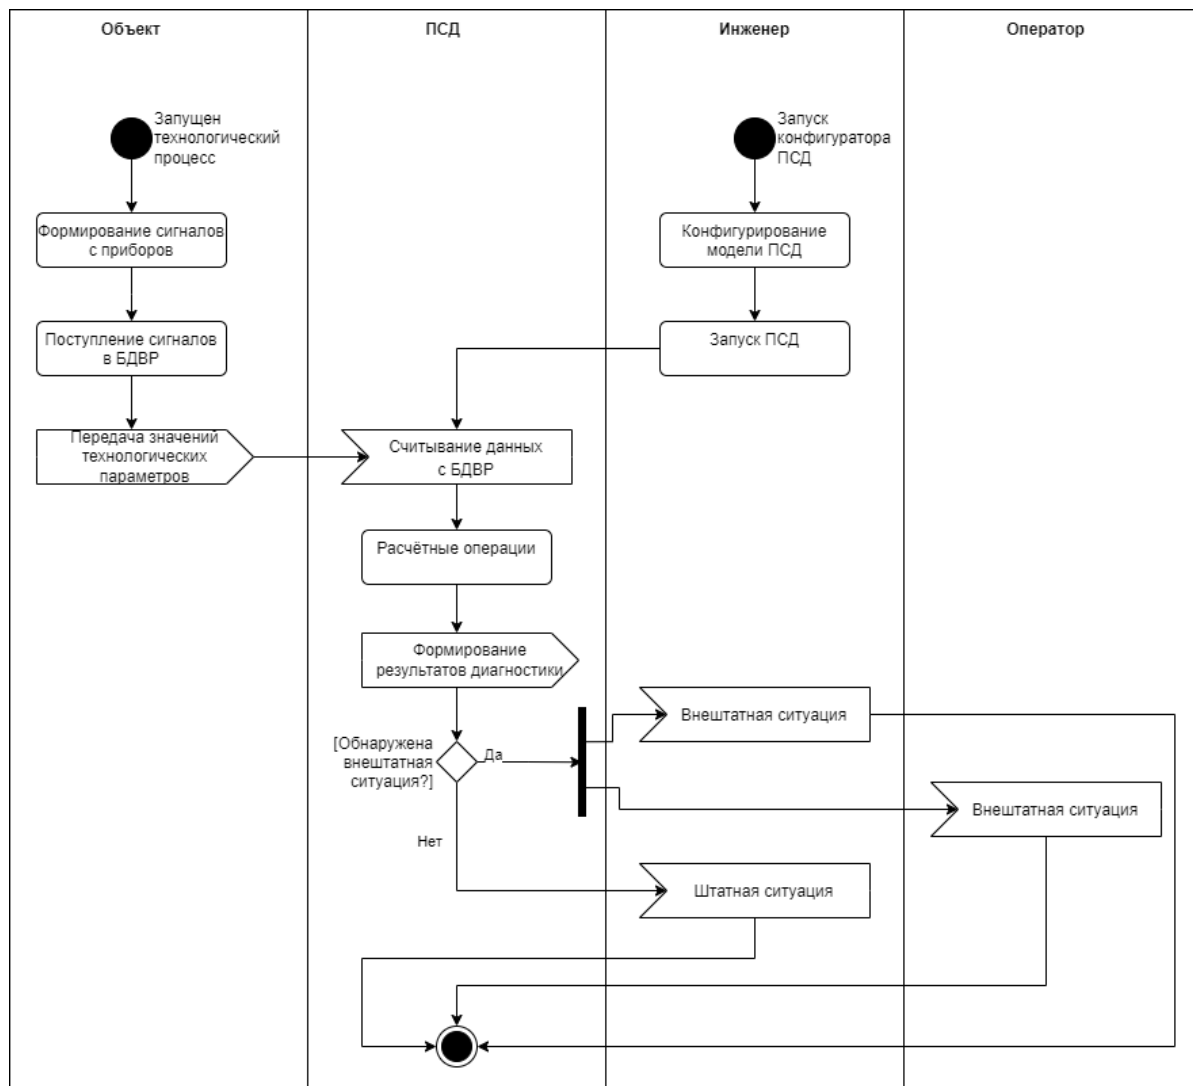 Объект
ПСД
Инженер
Оператор
Запущен
технологический
процесс
Запуск
конфигуратора
ПСД
Формирование сигналов
с приборов
Конфигурирование
модели ПСД
Поступление сигналов
в БДВР
Запуск ПСД
Передача значений
технологических
параметров
Считывание данных
с БДВР
Расчётные операции
Формирование
результатов диагностики
[Обнаружена
внештатная
ситуация?]
Да
Внештатная ситуация
Внештатная ситуация
Нет
Штатная ситуация